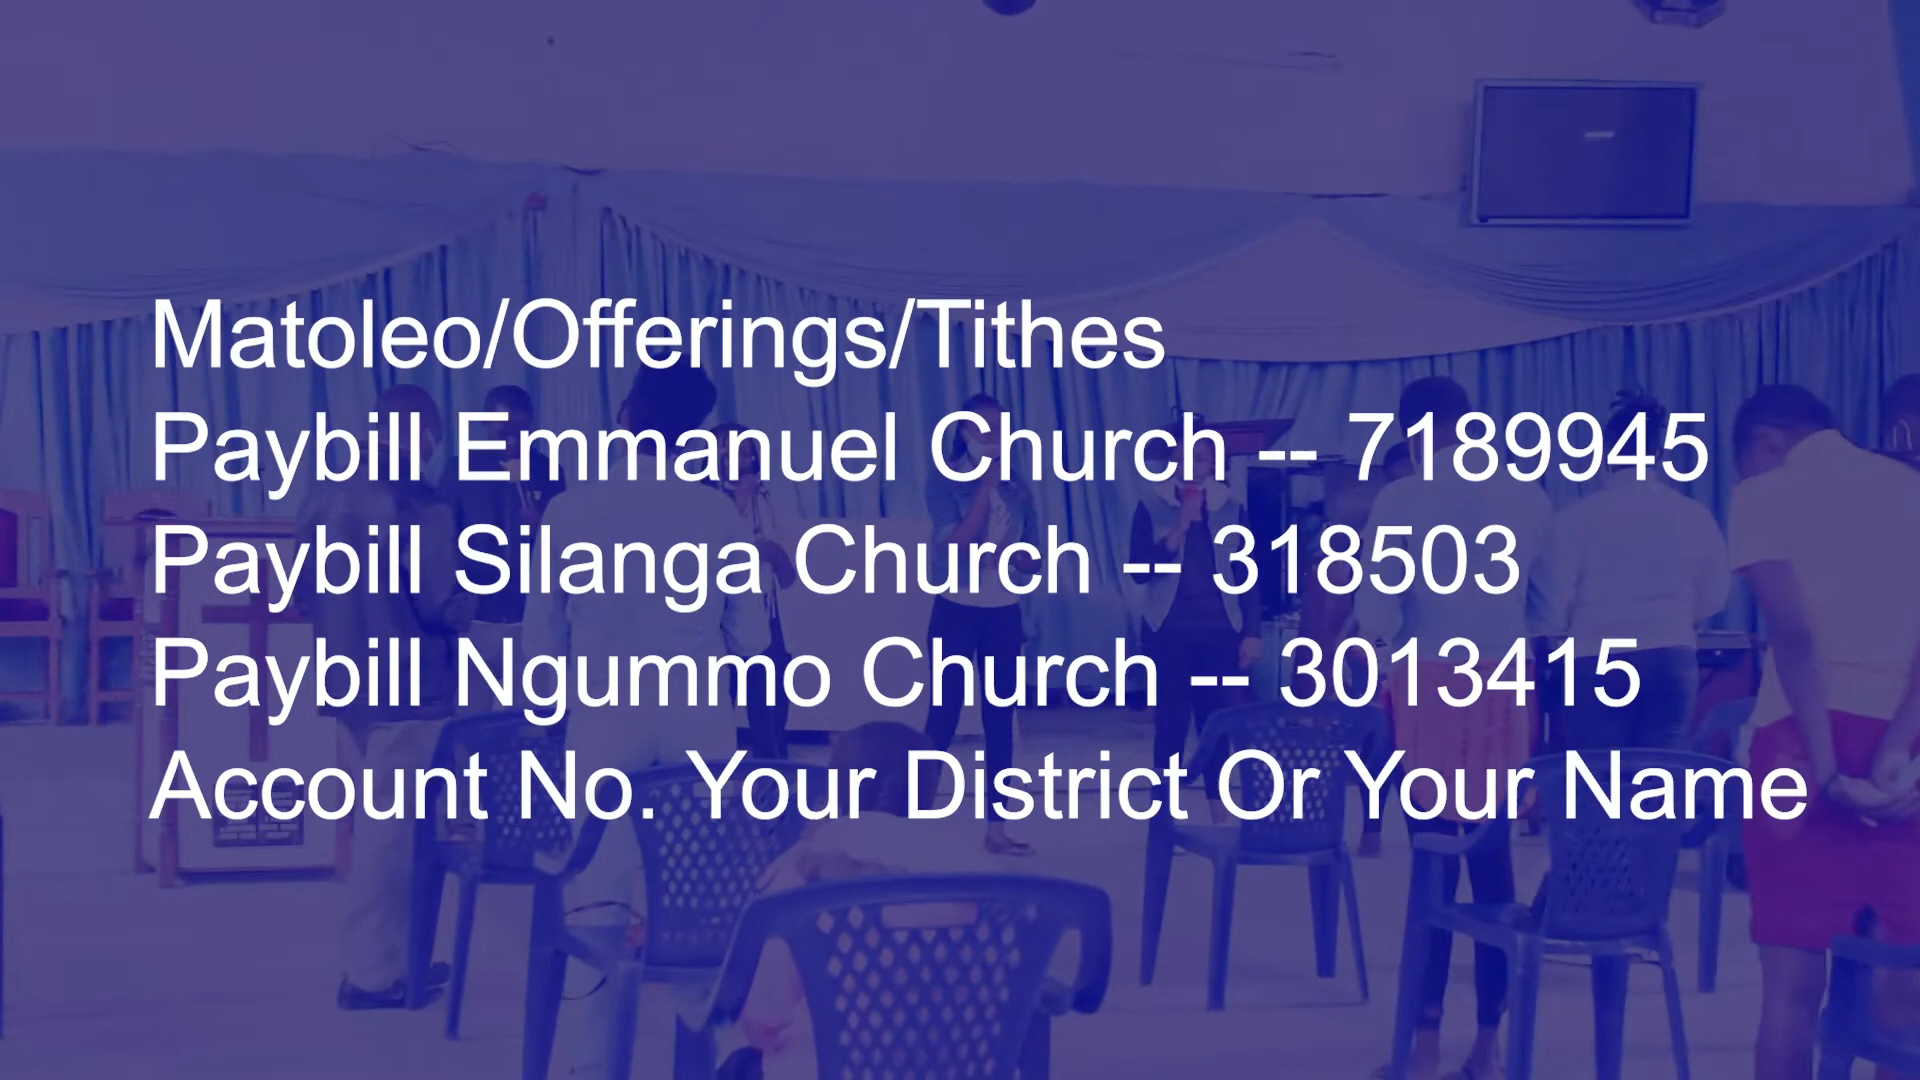 Matoleo/Offerings/Tithes
Paybill Emmanuel Church -- 7189945
Paybill Silanga Church -- 318503
Paybill Ngummo Church -- 3013415
Account No. Your District Or Your Name